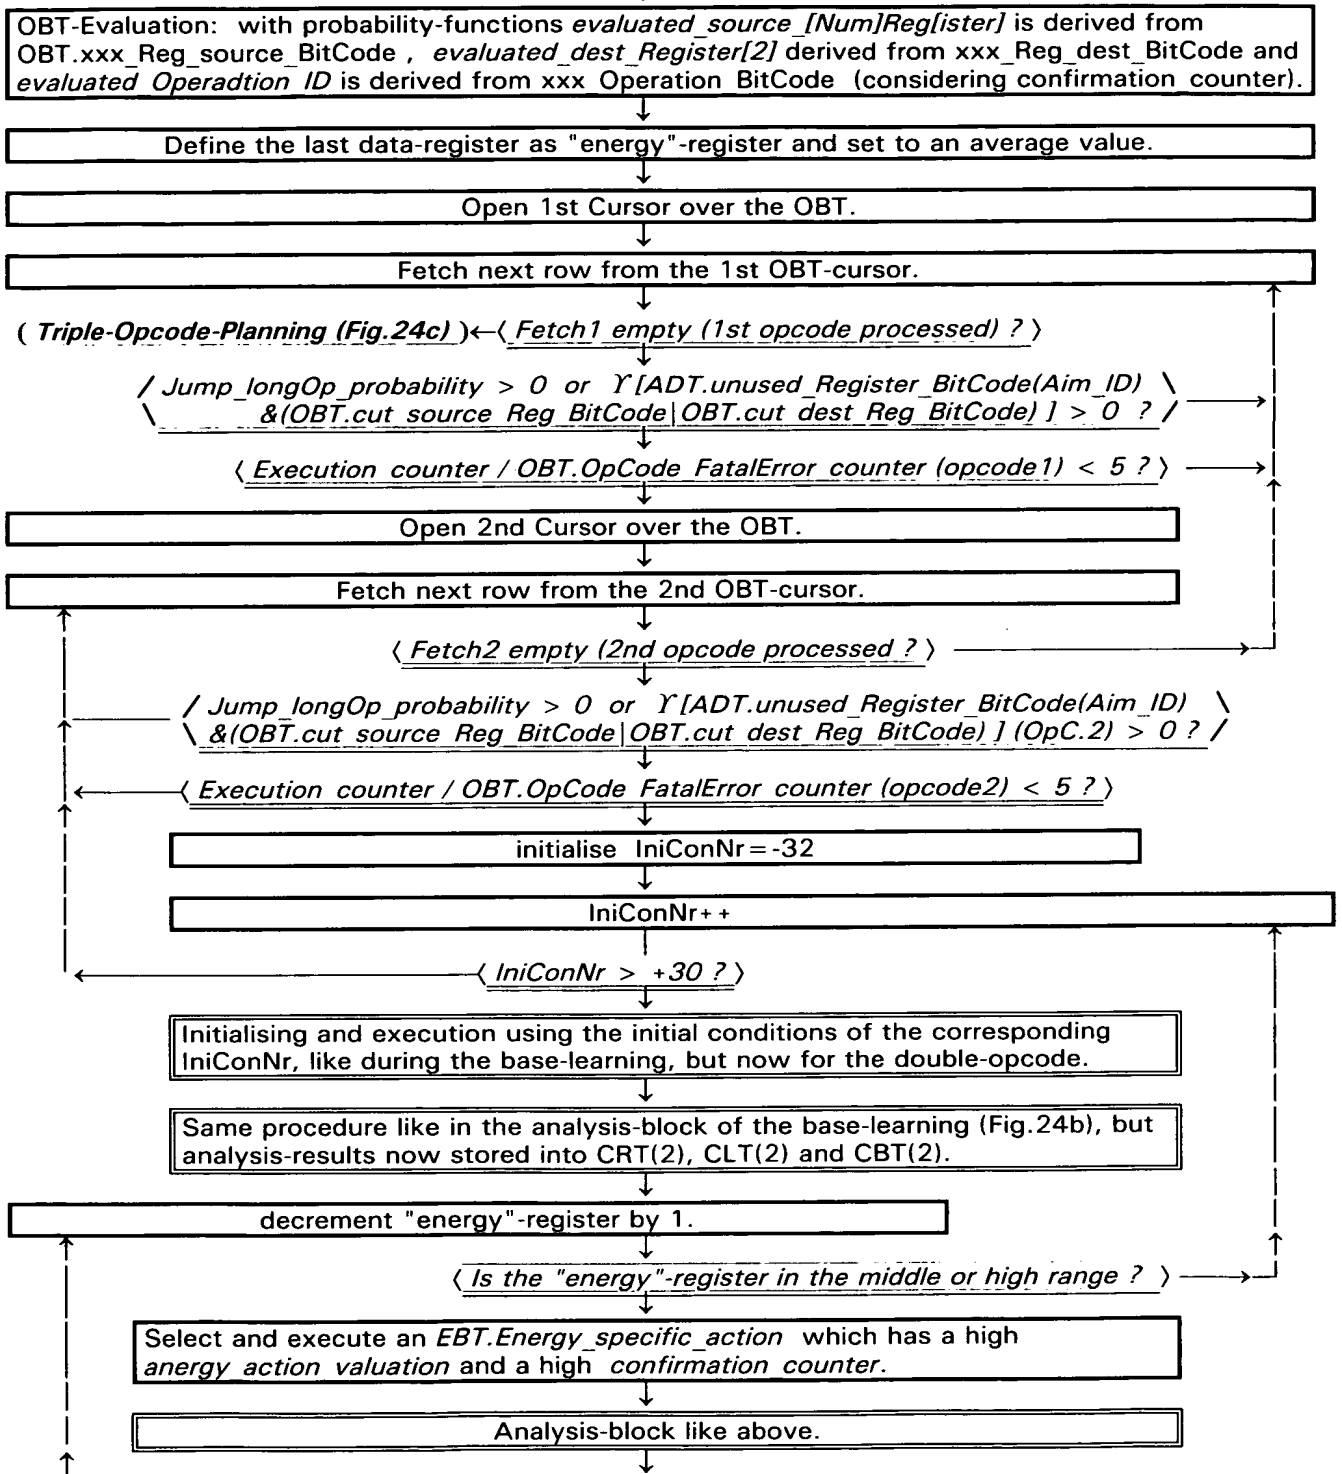 OBT-Evaluation: with probability-functions evaluated_source_[Num]Reg[ister] is derived from
OBT.xxx_Reg_source_BitCode , evaluated_dest_Register[2] derived from xxx_Reg_dest_BitCode and
evaluated Operadtion ID is derived from xxx Operation BitCode (considering confirmation counter).
↓
Define the last data-register as "energy"-register and set to an average value.
↓
Open 1st Cursor over the OBT.
↓
Fetch next row from the 1st OBT-cursor.
↓
( Triple-Opcode-Planning (Fig.24c) )←⟨ Fetch1 empty (1st opcode processed) ? ⟩
↓
/ Jump_longOp_probability > 0 or ϒ[ADT.unused_Register_BitCode(Aim_ID) \
\ &(OBT.cut source Reg BitCode|OBT.cut dest Reg BitCode) ] > 0 ? / →
↓
⟨ Execution counter / OBT.OpCode FatalError counter (opcode1) < 5 ? ⟩ →
↓
Open 2nd Cursor over the OBT.
↓
Fetch next row from the 2nd OBT-cursor.
↓
⟨ Fetch2 empty (2nd opcode processed ? ⟩ →
↓
/ Jump_longOp_probability > 0 or ϒ[ADT.unused_Register_BitCode(Aim_ID) \
\ &(OBT.cut source Reg BitCode|OBT.cut dest Reg BitCode) ] (OpC.2) > 0 ? /
↓
← ⟨ Execution counter / OBT.OpCode FatalError counter (opcode2) < 5 ? ⟩
↓
initialise IniConNr=-32
↓
IniConNr++
← ⟨ IniConNr > +30 ? ⟩
↓
Initialising and execution using the initial conditions of the corresponding
IniConNr, like during the base-learning, but now for the double-opcode.
↓
Same procedure like in the analysis-block of the base-learning (Fig.24b), but
analysis-results now stored into CRT(2), CLT(2) and CBT(2).
↓
decrement "energy"-register by 1.
↓
⟨ Is the "energy"-register in the middle or high range ? ⟩ →
↓
Select and execute an EBT.Energy_specific_action which has a high
anergy action valuation and a high confirmation counter.
↓
Analysis-block like above.
↓